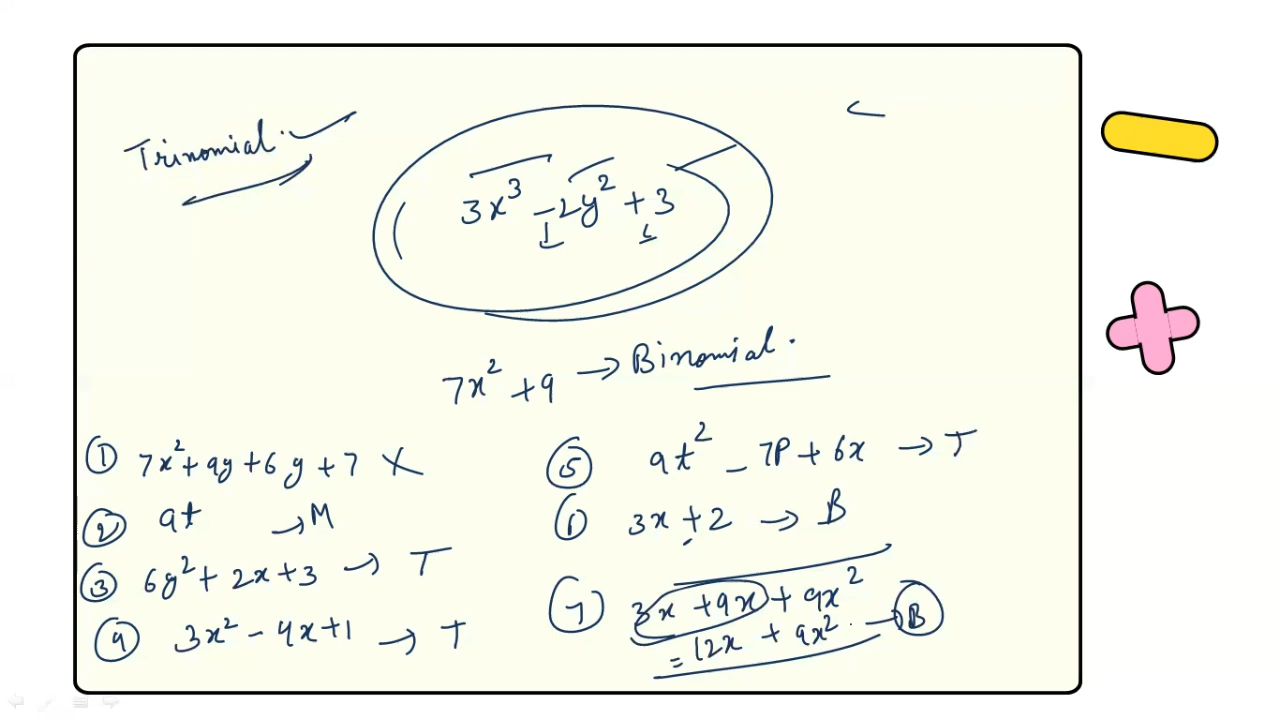 Trinomial.
3x³ - 2y² + 3
7x² + 9 → Binomial.
① 7x² + 9y + 6y + 7 X
② 9t → M
③ 6y² + 2x + 3 → T
④ 3x² - 4x + 1 → T
⑤ 9t² - 7P + 6x → T
⑥ 3x + 2 → B
⑦ 3x + 9x + 9x²
= 12x + 9x² → B